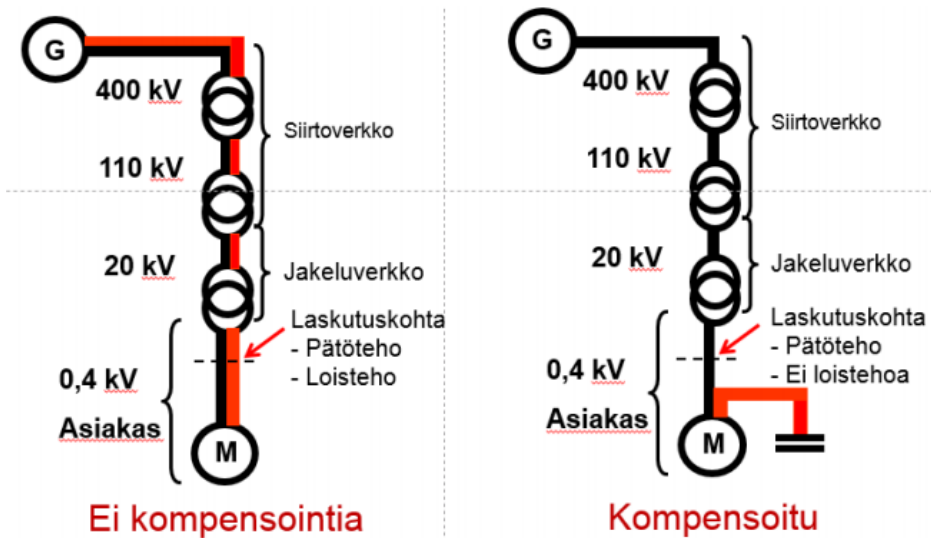 G
400 kV
Siirtoverkko
110 kV
20 kV
Jakeluverkko
Laskutuskohta
- Pätöteho
- Loisteho
0,4 kV
Asiakas
M
Ei kompensointia
G
400 kV
Siirtoverkko
110 kV
20 kV
Jakeluverkko
Laskutuskohta
- Pätöteho
- Ei loistehoa
0,4 kV
Asiakas
M
Kompensoitu